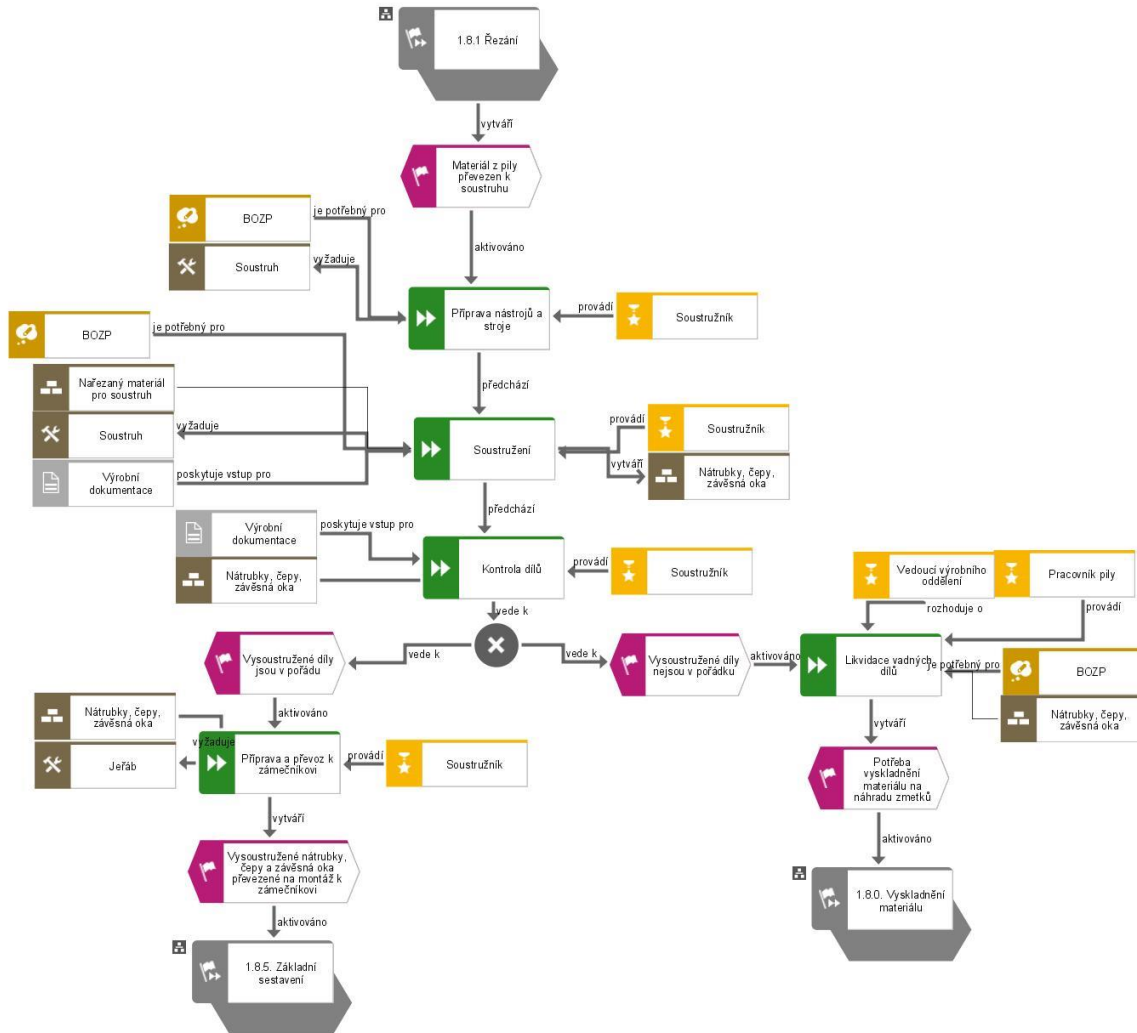 1.8.1 Řezání
vytváří
Materiál z pily
převezen k
soustruhu
BOZP
je potřebný pro
aktivováno
Soustruh
vyžaduje
Příprava nástrojů a
stroje
provádí
Soustružník
BOZP
je potřebný pro
předchází
Nařezaný materiál
pro soustruh
Soustruh
vyžaduje
Soustružení
provádí
Soustružník
vytváří
Nátrubky, čepy,
závěsná oka
Výrobní
dokumentace
poskytuje vstup pro
předchází
Výrobní
dokumentace
poskytuje vstup pro
Nátrubky, čepy,
závěsná oka
Kontrola dílů
provádí
Soustružník
Vedoucí výrobního
oddělení
Pracovník pily
rozhoduje o
provádí
vede k
vede k
vede k
Vysoustružené díly
jsou v pořádu
Vysoustružené díly
nejsou v pořádku
aktivováno
Likvidace vadných
dílů
je potřebný pro
BOZP
Nátrubky, čepy,
závěsná oka
aktivováno
vytváří
Nátrubky, čepy,
závěsná oka
vyžaduje
Jeřáb
Příprava a převoz k
zámečníkovi
provádí
Soustružník
Potřeba
vyskladnění
materiálu na
náhradu zmetků
vytváří
aktivováno
Vysoustružené nátrubky,
čepy a závěsná oka
převezené na montáž k
zámečníkovi
1.8.0. Vyskladnění
materiálu
aktivováno
1.8.5. Základní
sestavení